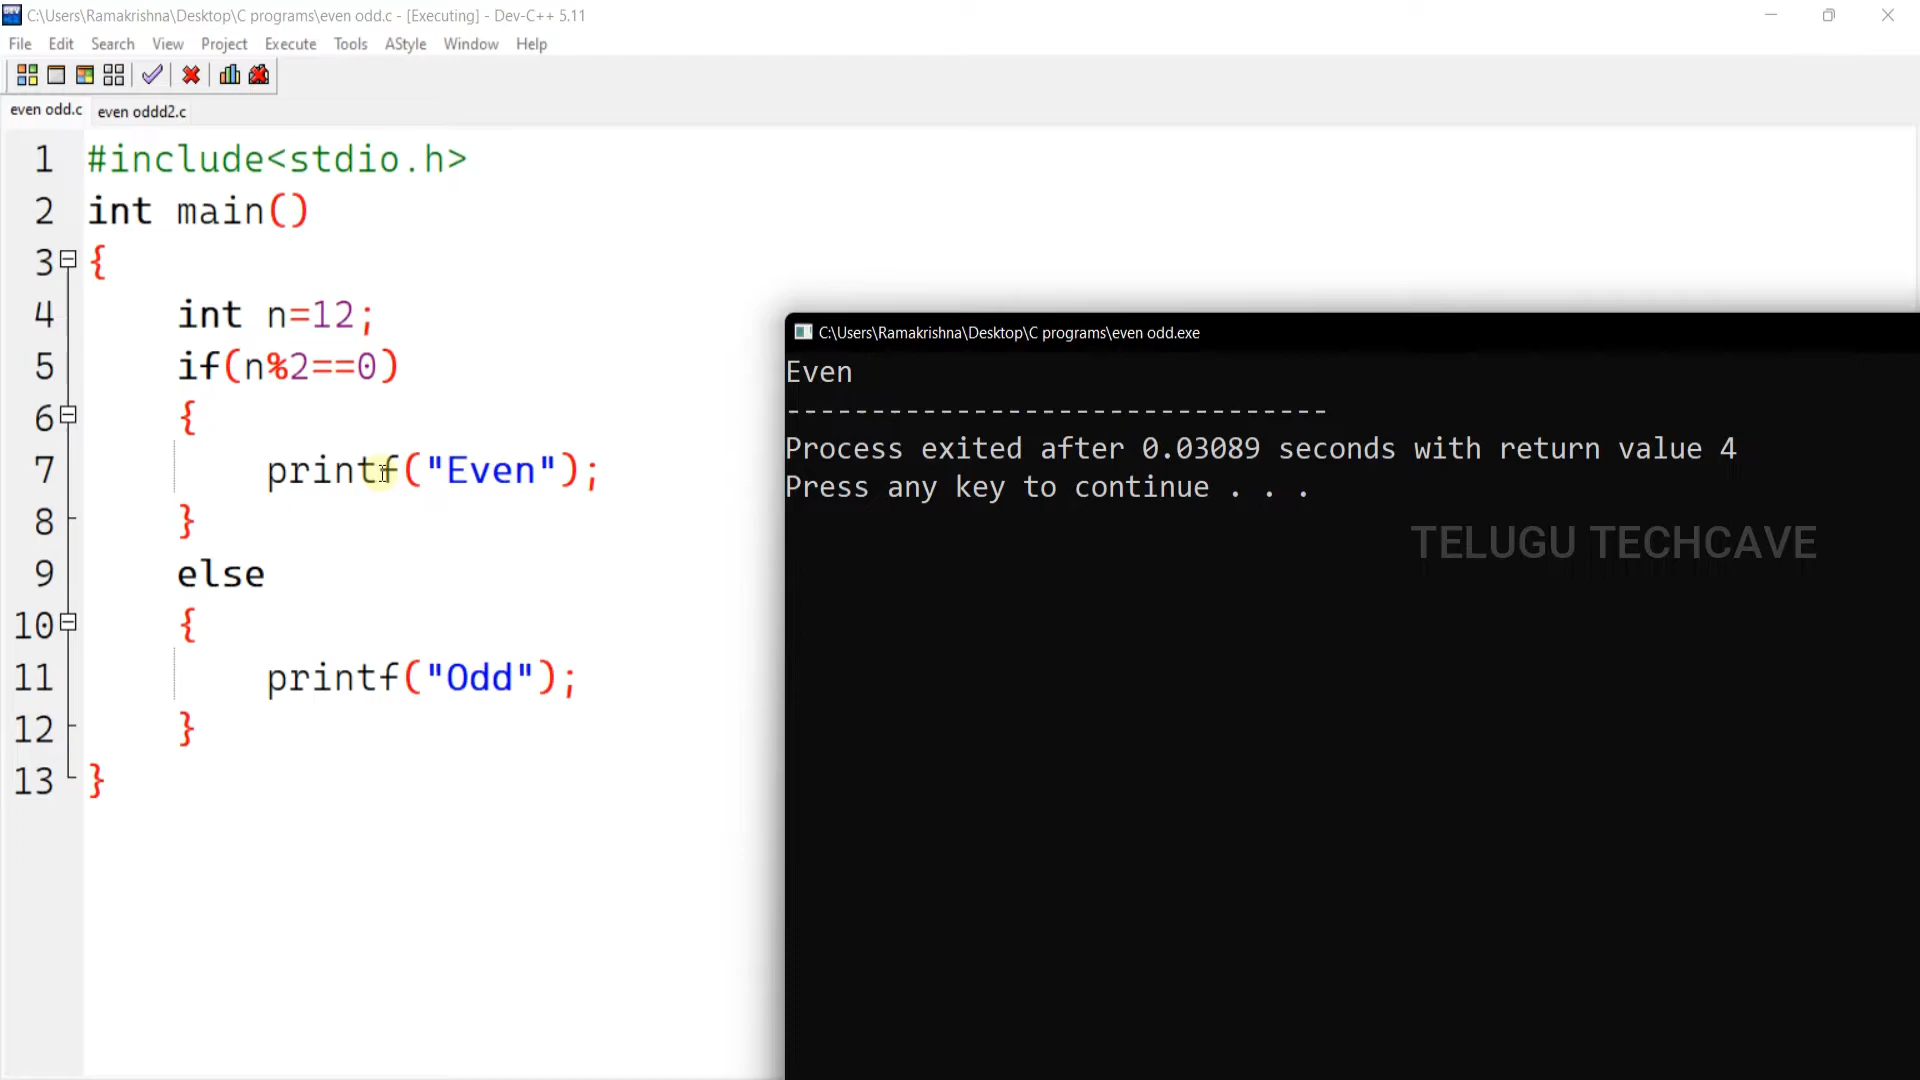 C:\Users\Ramakrishna\Desktop\C programs\even odd.c - [Executing] - Dev-C++ 5.11
File Edit Search View Project Execute Tools AStyle Window Help
even odd.c even oddd2.c
1 #include<stdio.h>
2 int main()
3 {
4 int n=12;
5 if(n%2==0)
6 {
7 printf("Even");
8 }
9 else
10 {
11 printf("Odd");
12 }
13 }
C:\Users\Ramakrishna\Desktop\C programs\even odd.exe
Even
--------------------------------
Process exited after 0.03089 seconds with return value 4
Press any key to continue . . .
TELUGU TECHCAVE